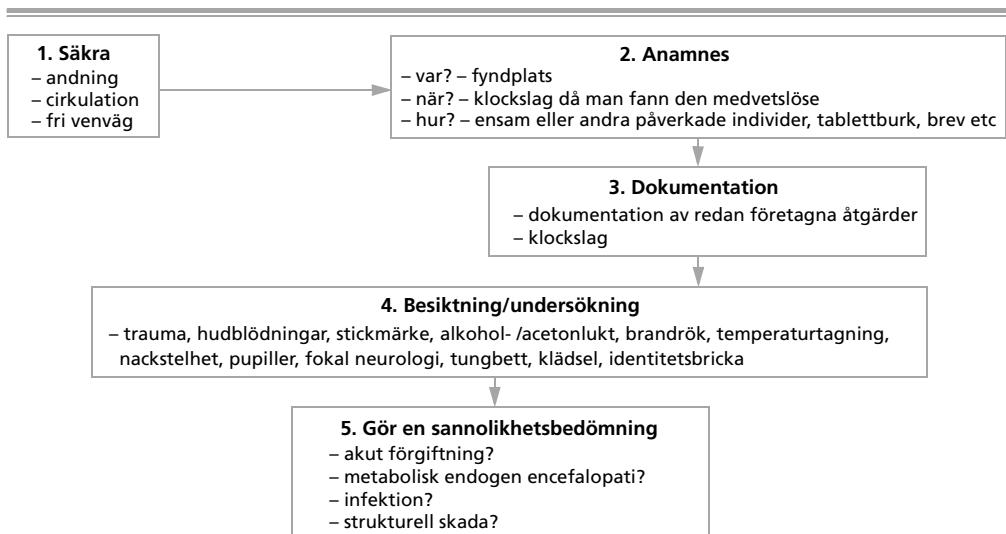 1. Säkra
– andning
– cirkulation
– fri venväg
2. Anamnes
– var? – fyndplats
– när? – klockslag då man fann den medvetslöse
– hur? – ensam eller andra påverkade individer, tablettburk, brev etc
3. Dokumentation
– dokumentation av redan företagna åtgärder
– klockslag
4. Besiktning/undersökning
– trauma, hudblödningar, stickmärke, alkohol- /acetonlukt, brandrök, temperaturtagning,
nackstelhet, pupiller, fokal neurologi, tungbett, klädsel, identitetsbricka
5. Gör en sannolikhetsbedömning
– akut förgiftning?
– metabolisk endogen encefalopati?
– infektion?
– strukturell skada?